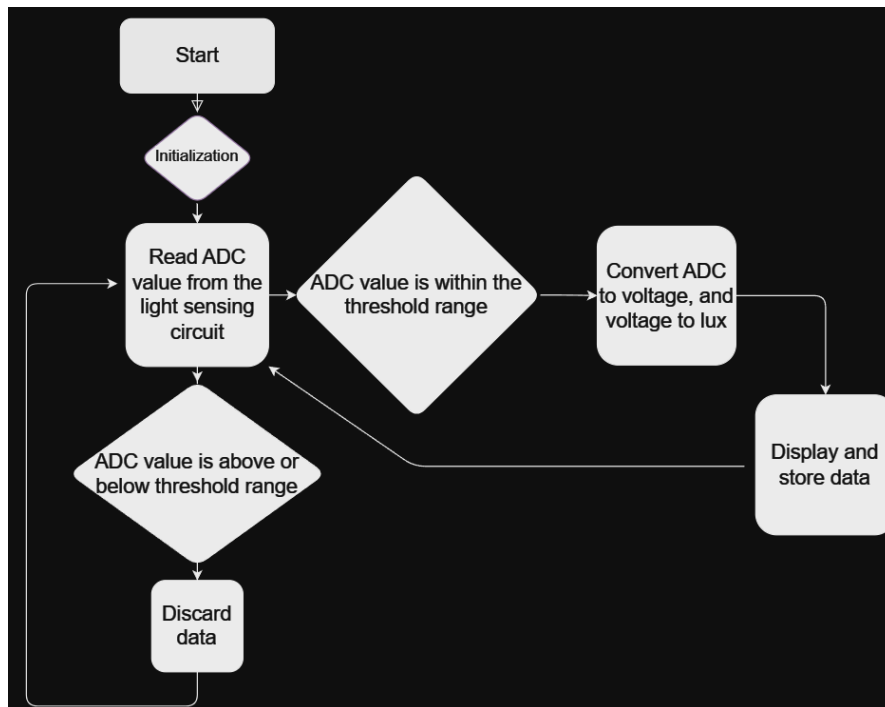 Start
Initialization
Read ADC
value from the
light sensing
circuit
ADC value is within the
threshold range
Convert ADC
to voltage, and
voltage to lux
Display and
store data
ADC value is above or
below threshold range
Discard
data